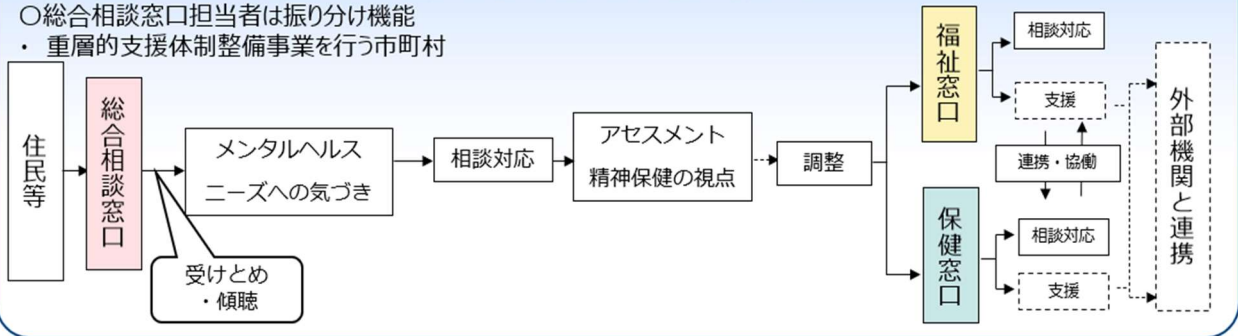 ○総合相談窓口担当者は振り分け機能
・ 重層的支援体制整備事業を行う市町村
住民等
総合相談窓口
受けとめ
・傾聴
メンタルヘルス
ニーズへの気づき
相談対応
アセスメント
精神保健の視点
調整
福祉窓口
相談対応
支援
連携・協働
保健窓口
相談対応
支援
外部機関と連携